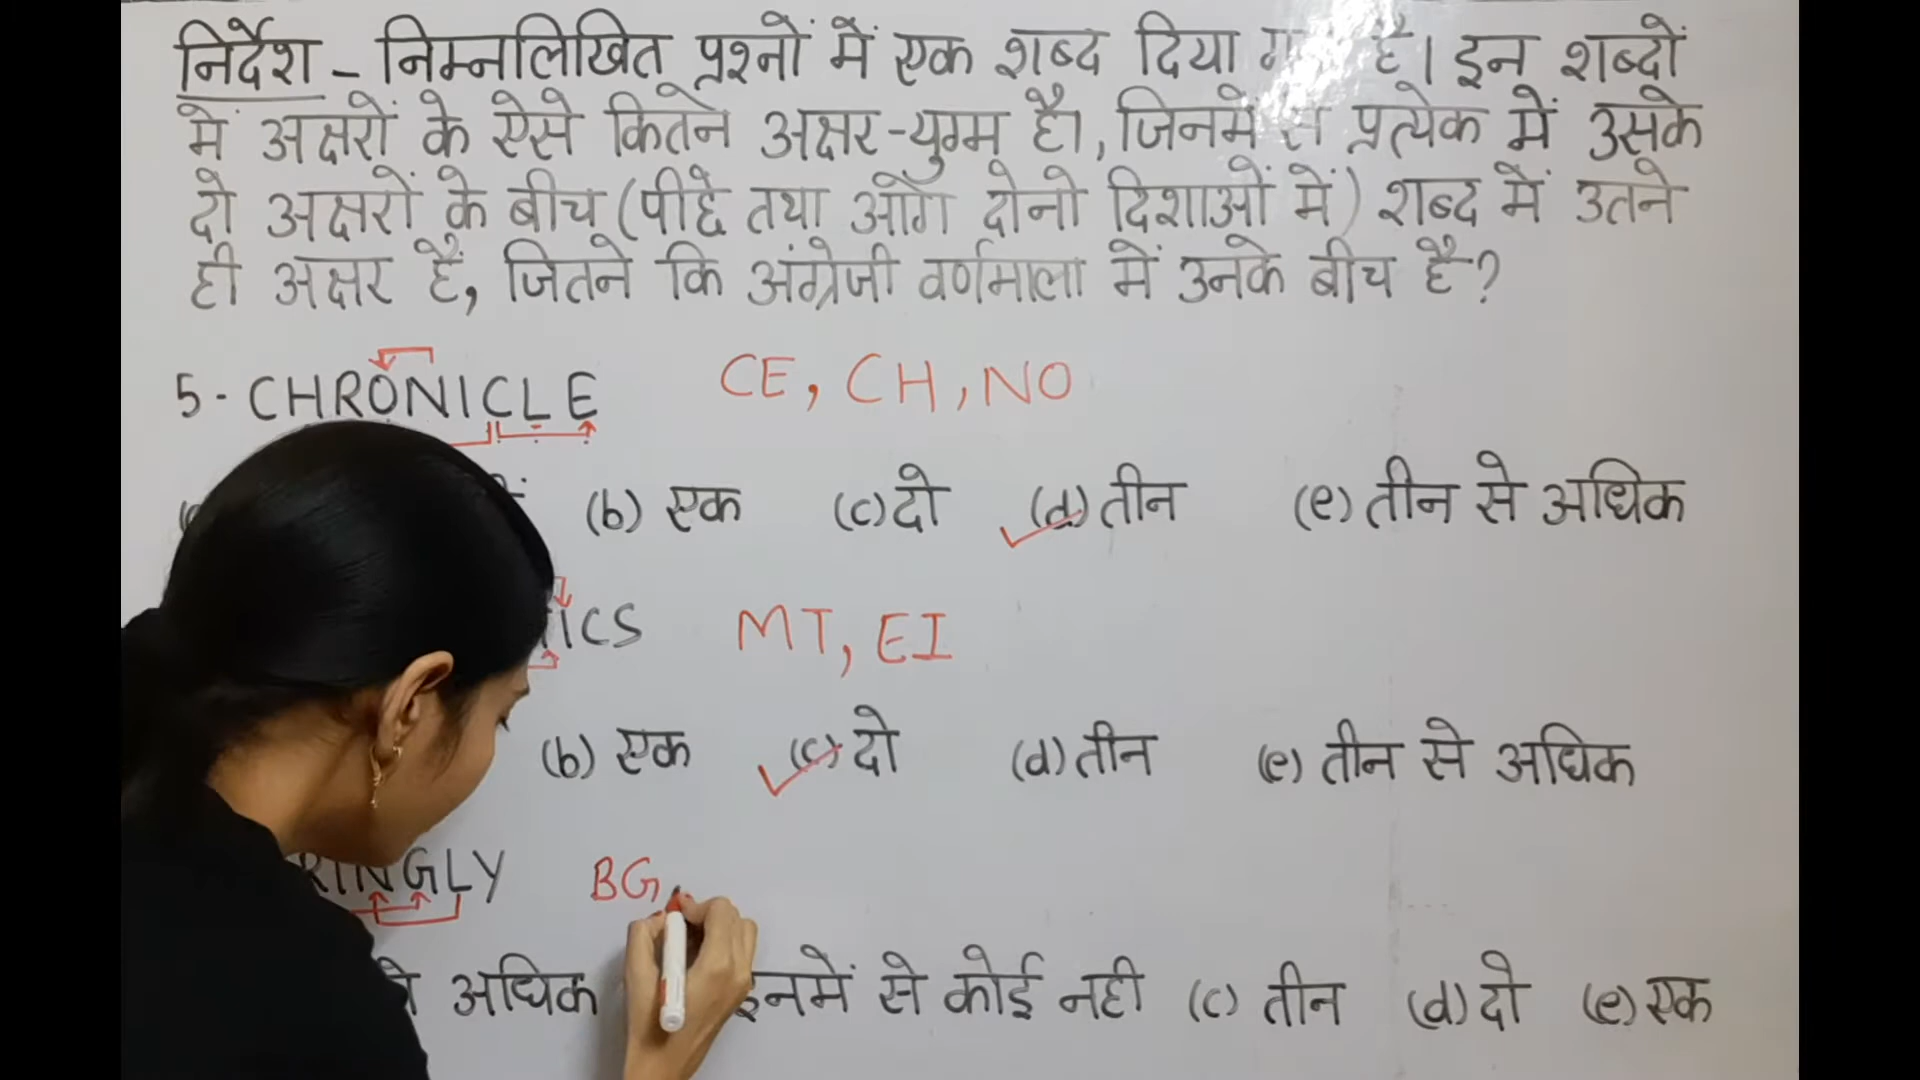 निर्देश - निम्नलिखित प्रश्नों में एक शब्द दिया है। इन शब्दों
में अक्षरों के ऐसे कितने अक्षर-युग्म है, जिनमें से प्रत्येक में उसके
दो अक्षरों के बीच (पीछे तथा आगे दोनो दिशाओं में) शब्द में उतने
ही अक्षर हैं, जितने कि अंग्रेजी वर्णमाला में उनके बीच है?
5- CHRONICLE CE, CH, NO
(b) एक (c) दो (d) तीन (e) तीन से अधिक
ICS MT, EI
(b) एक (c) दो (d) तीन (e) तीन से अधिक
RINGLY BG,
अधिक इनमें से कोई नही (c) तीन (d) दो (e) एक